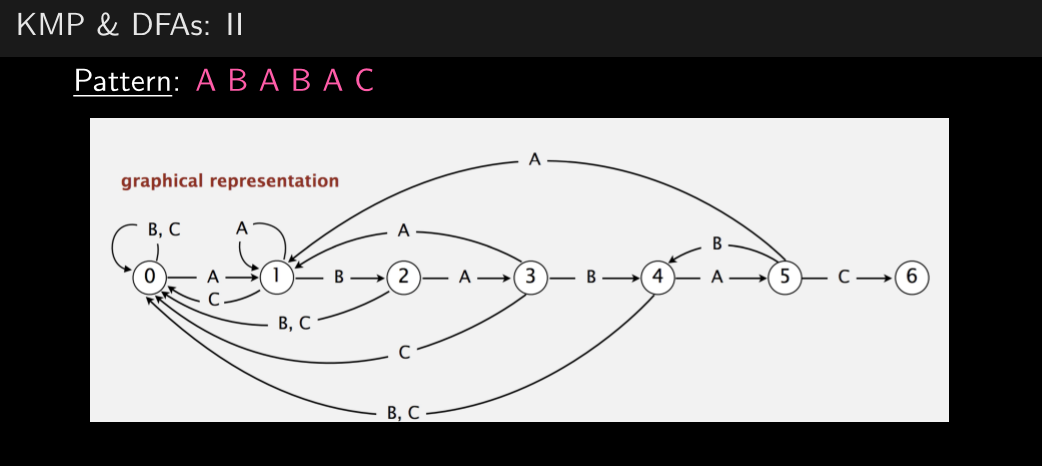 KMP & DFAs: II
Pattern: A B A B A C
graphical representation
A
B, C A A B
0 A 1 B 2 A 3 B 4 A 5 C 6
C
B, C
C
B, C